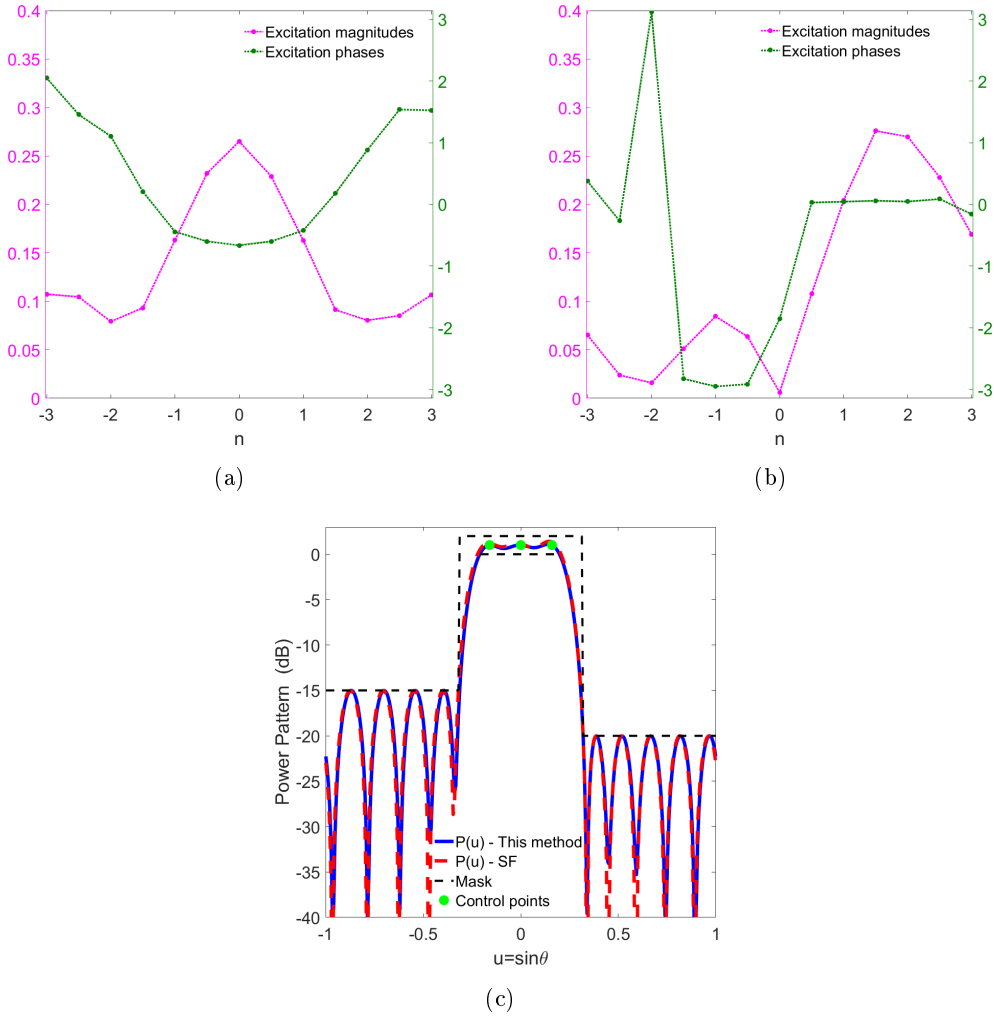 0.4
0.35
0.3
0.25
0.2
0.15
0.1
0.05
0
3
2
1
0
-1
-2
-3
Excitation magnitudes
Excitation phases
-3 -2 -1 0 1 2 3
n
(a)
0.4
0.35
0.3
0.25
0.2
0.15
0.1
0.05
0
3
2
1
0
-1
-2
-3
Excitation magnitudes
Excitation phases
-3 -2 -1 0 1 2 3
n
(b)
Power Pattern (dB)
0
-5
-10
-15
-20
-25
-30
-35
-40
P(u) - This method
P(u) - SF
Mask
Control points
-1 -0.5 0 0.5 1
u=sinθ
(c)